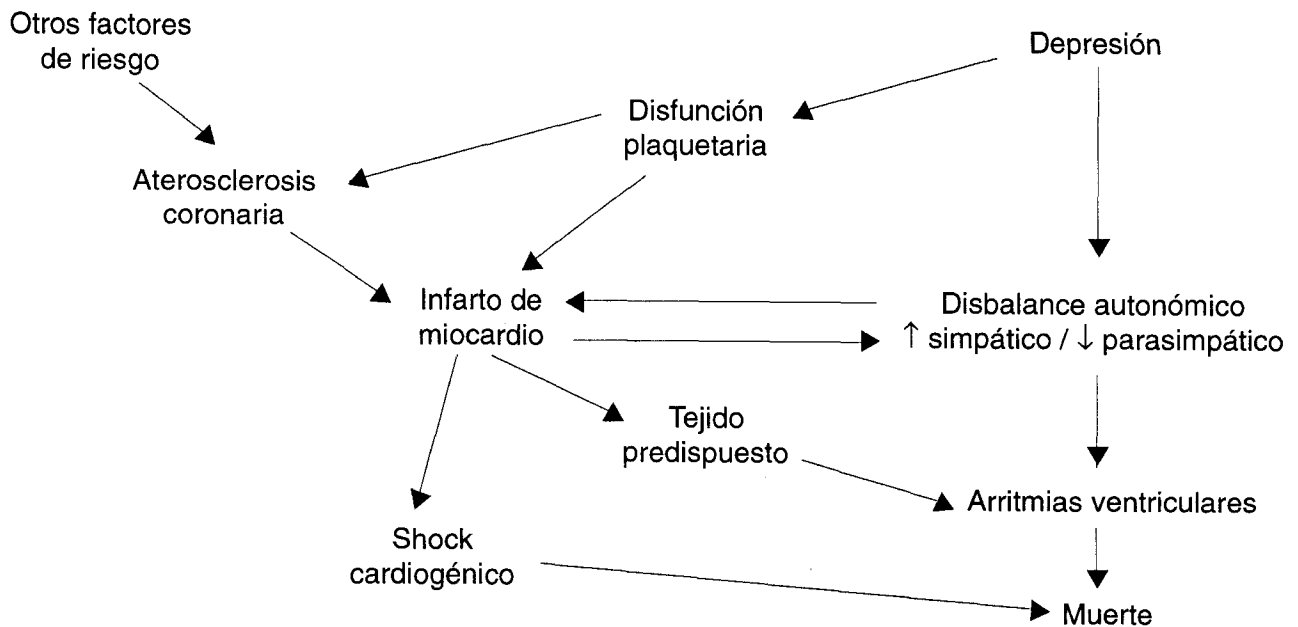 Otros factores
de riesgo
Depresión
Disfunción
plaquetaria
Aterosclerosis
coronaria
Infarto de
miocardio
Disbalance autonómico
↑ simpático / ↓ parasimpático
Tejido
predispuesto
Arritmias ventriculares
Shock
cardiogénico
Muerte